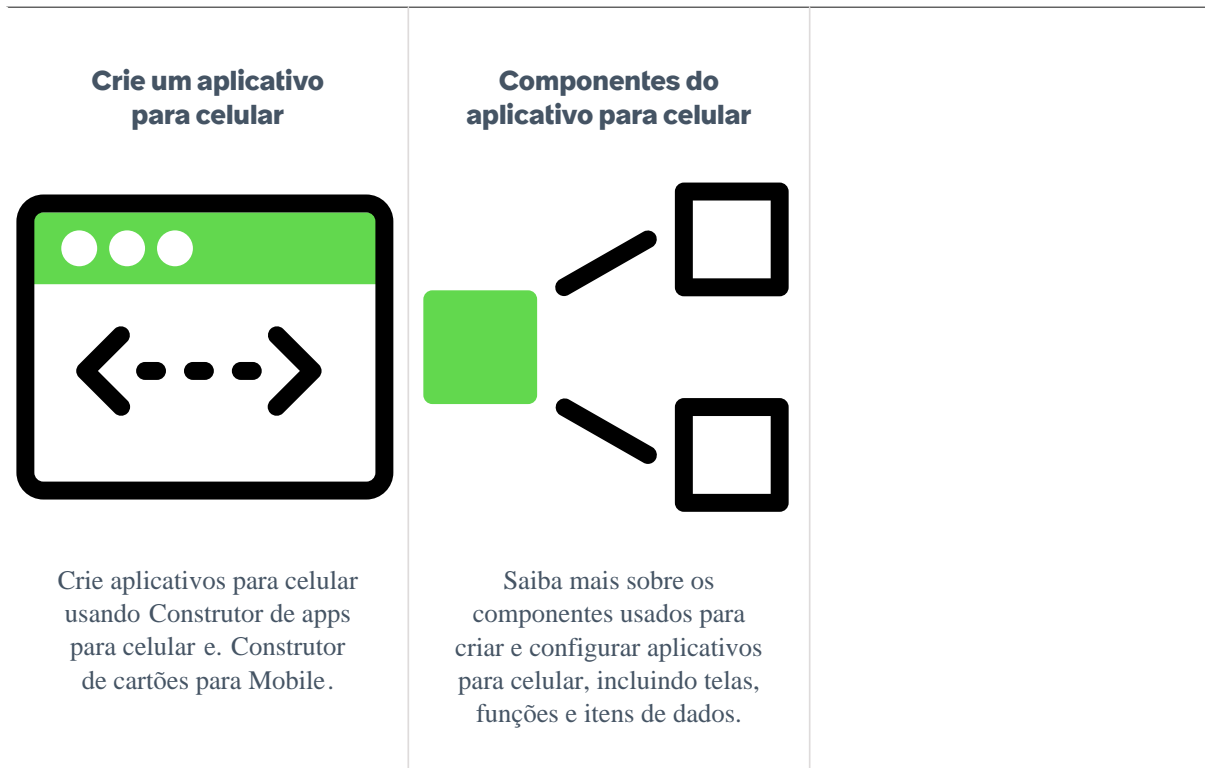 Crie um aplicativo
para celular
Crie aplicativos para celular
usando Construtor de apps
para celular e. Construtor
de cartões para Mobile.
Componentes do
aplicativo para celular
Saiba mais sobre os
componentes usados para
criar e configurar aplicativos
para celular, incluindo telas,
funções e itens de dados.